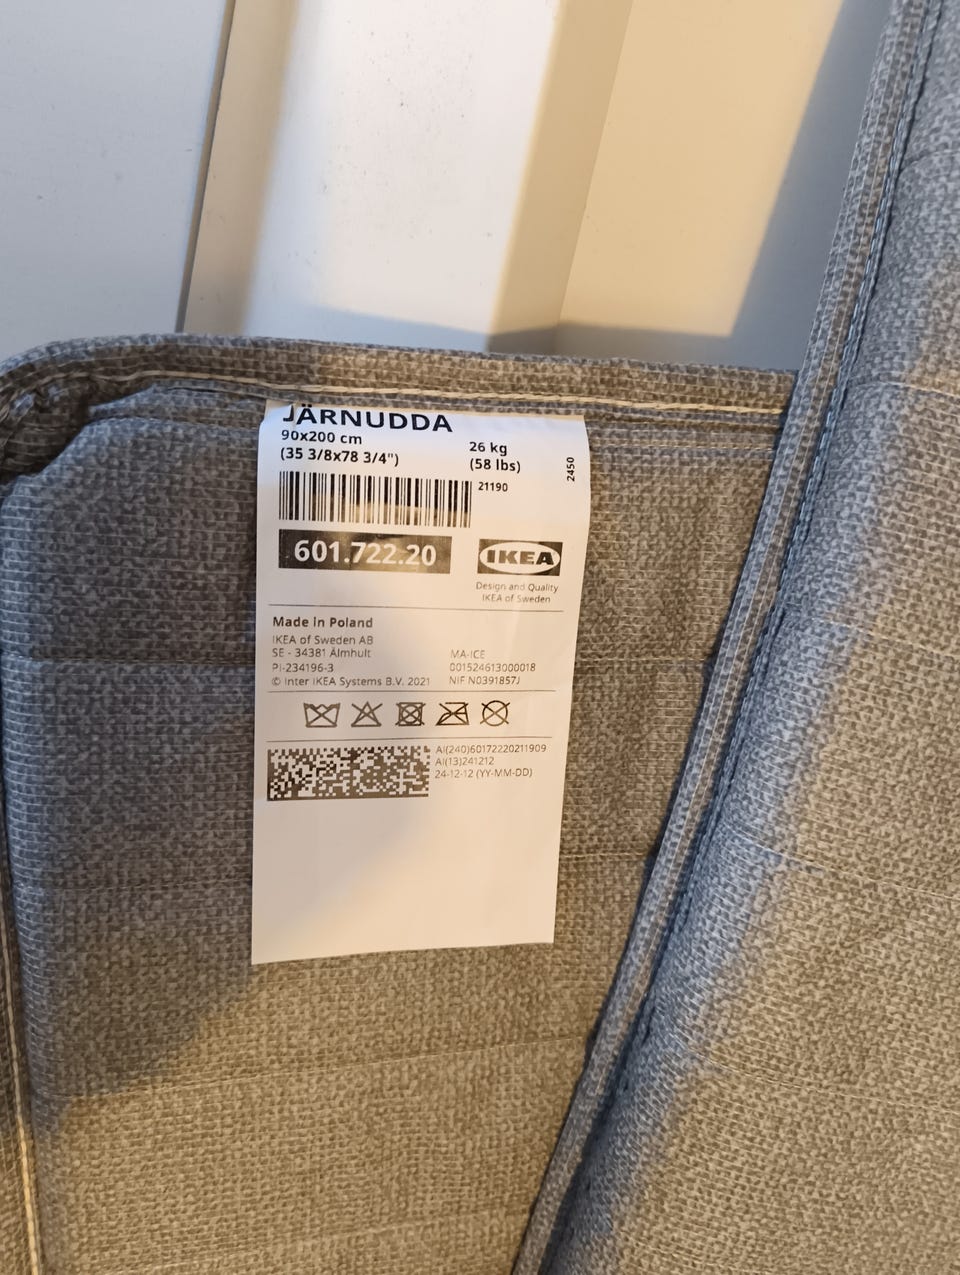 JÄRNUDDA
90x200 cm
(35 3/8x78 3/4")
26 kg
(58 lbs)
21190
2450
601.722.20
IKEA
Design and Quality
IKEA of Sweden
Made in Poland
IKEA of Sweden AB
SE - 34381 Älmhult
PI-234196-3
© Inter IKEA Systems B.V. 2021
MA-ICE
001524613000018
NIF N0391857J
AI(240)60172220211909
AI(13)241212
24-12-12 (YY-MM-DD)